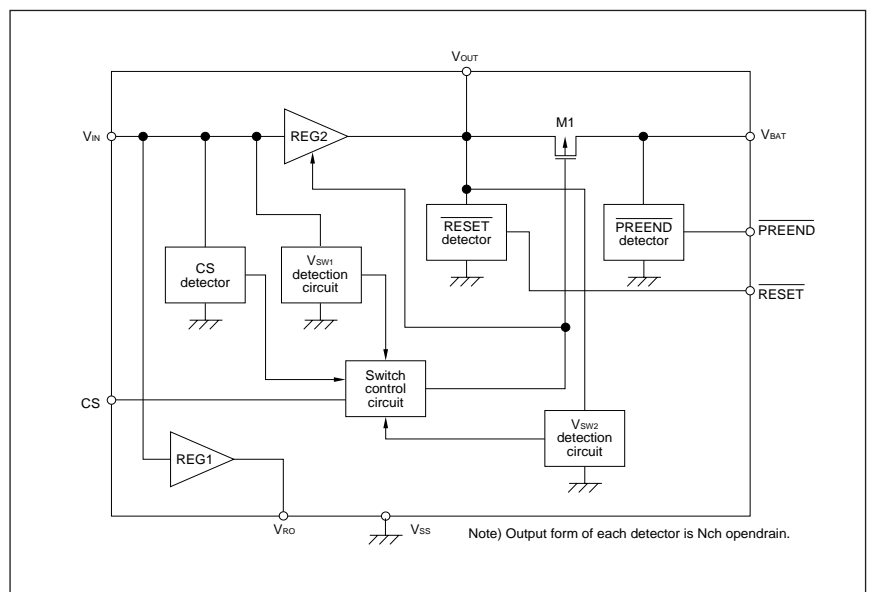 VOUT
VIN
REG2
M1
VBAT
RESET
detector
PREEND
detector
PREEND
CS
detector
VSW1
detection
circuit
RESET
Switch
control
circuit
CS
VSW2
detection
circuit
REG1
VRO
VSS
Note) Output form of each detector is Nch opendrain.